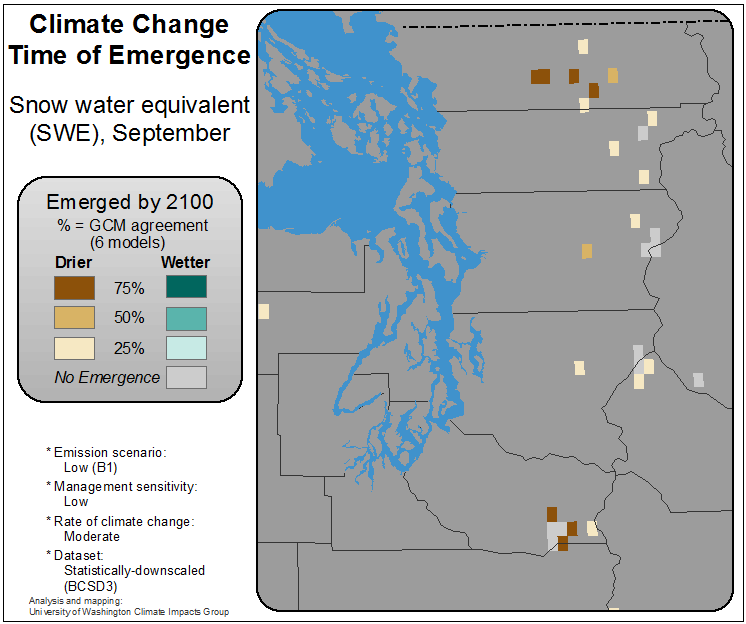 Climate Change
Time of Emergence
Snow water equivalent
(SWE), September
Emerged by 2100
% = GCM agreement
(6 models)
Drier Wetter
75%
50%
25%
No Emergence
* Emission scenario:
Low (B1)
* Management sensitivity:
Low
* Rate of climate change:
Moderate
* Dataset:
Statistically-downscaled
(BCSD3)
Analysis and mapping:
University of Washington Climate Impacts Group